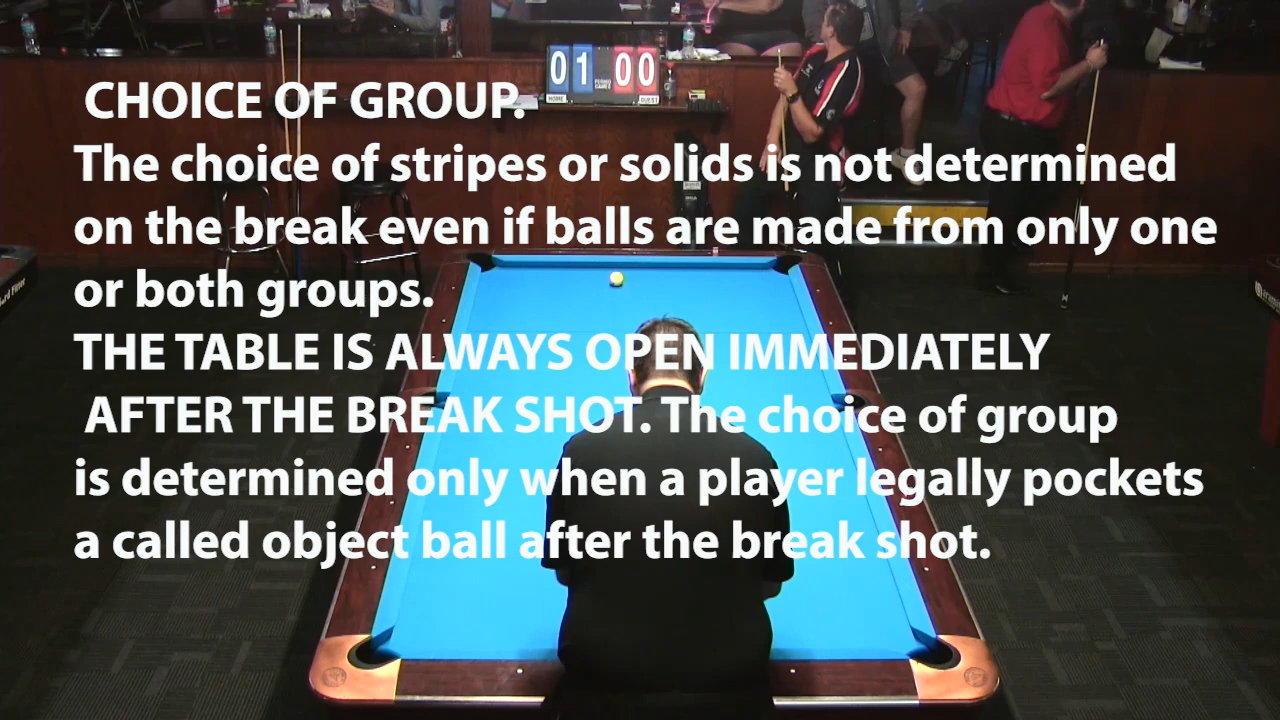 01 00
HOME
GUEST
CHOICE OF GROUP.
The choice of stripes or solids is not determined
on the break even if balls are made from only one
or both groups.
THE TABLE IS ALWAYS OPEN IMMEDIATELY
AFTER THE BREAK SHOT. The choice of group
is determined only when a player legally pockets
a called object ball after the break shot.